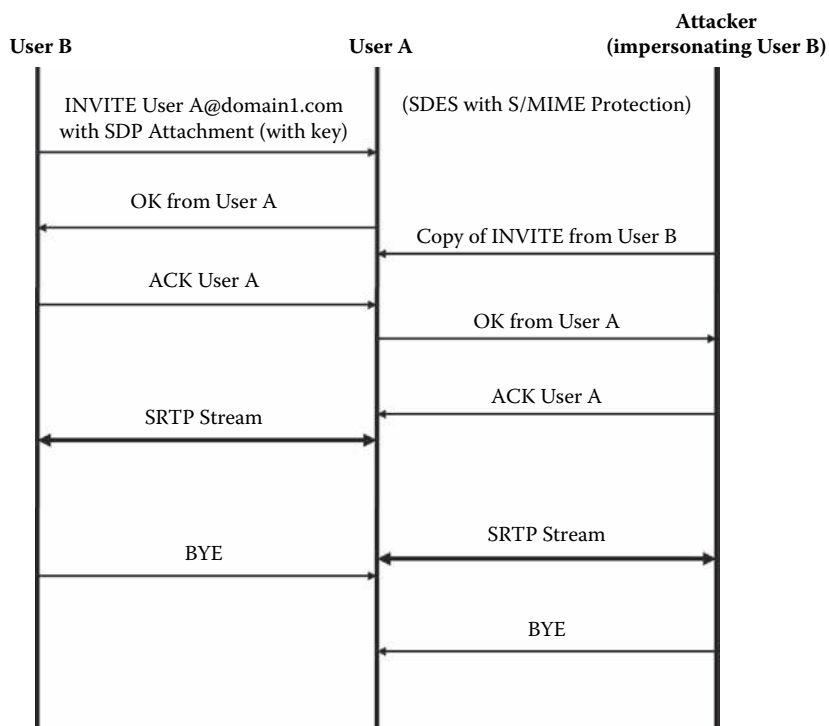 User B
User A
Attacker
(impersonating User B)
INVITE User A@domain1.com
with SDP Attachment (with key)
(SDES with S/MIME Protection)
OK from User A
Copy of INVITE from User B
ACK User A
OK from User A
ACK User A
SRTP Stream
SRTP Stream
BYE
BYE